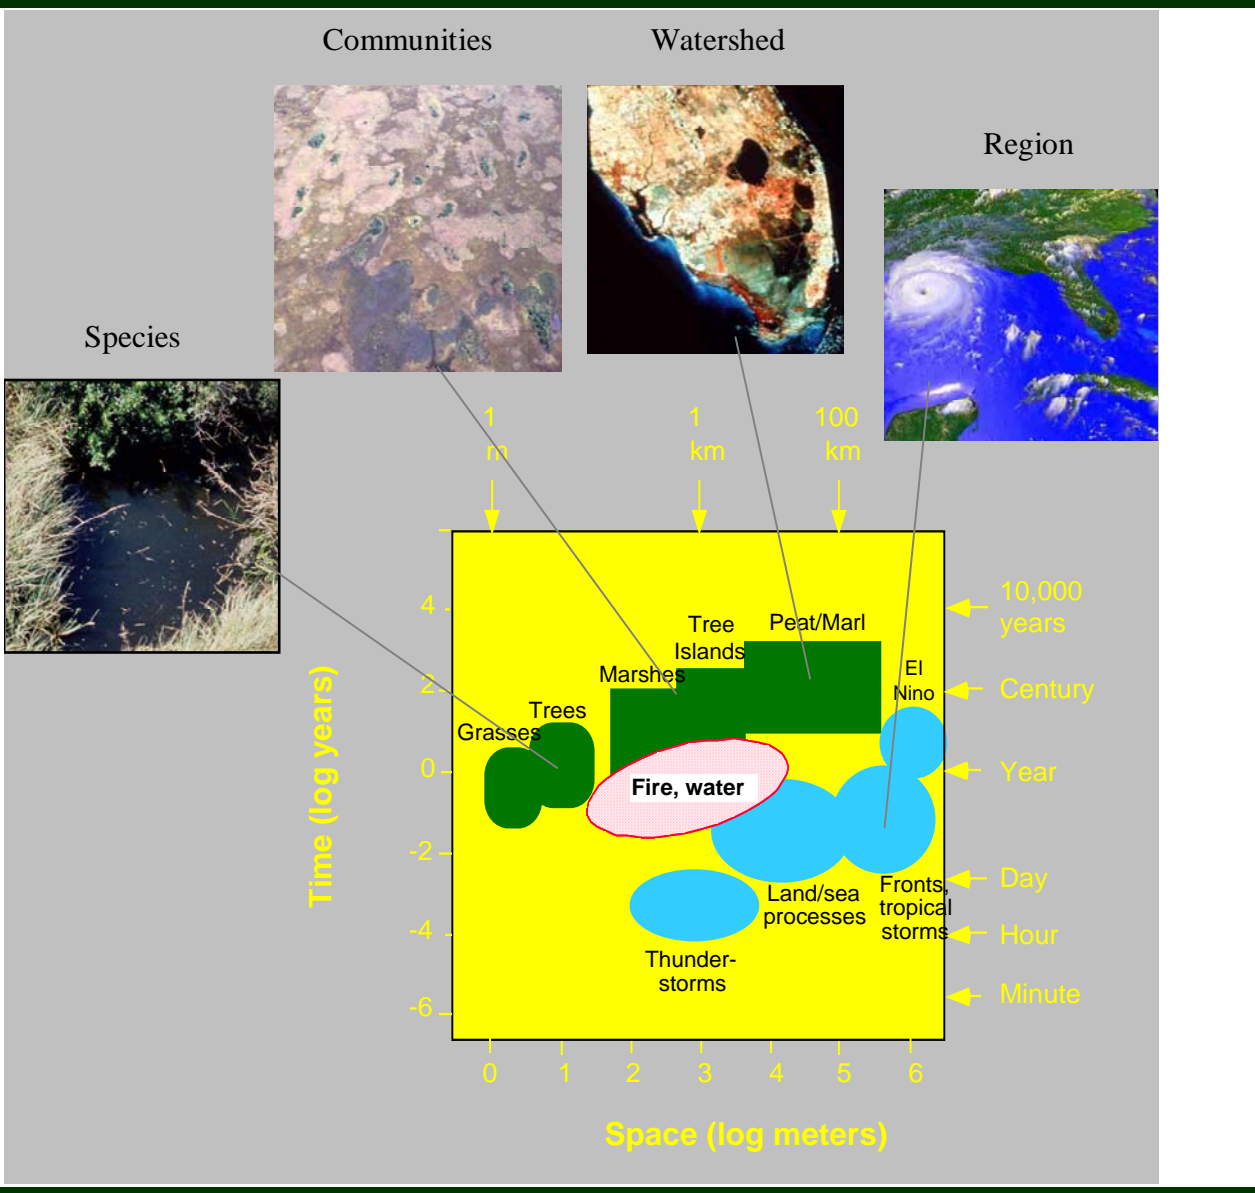 Communities
Watershed
Region
Species
1
m
1
km
100
km
10,000
years
Century
Year
Day
Hour
Minute
Time (log years)
4
2
0
-2
-4
-6
Tree
Islands
Peat/Marl
Marshes
El
Nino
Trees
Grasses
Fire, water
Land/sea
processes
Fronts,
tropical
storms
Thunder-
storms
0
1
2
3
4
5
6
Space (log meters)